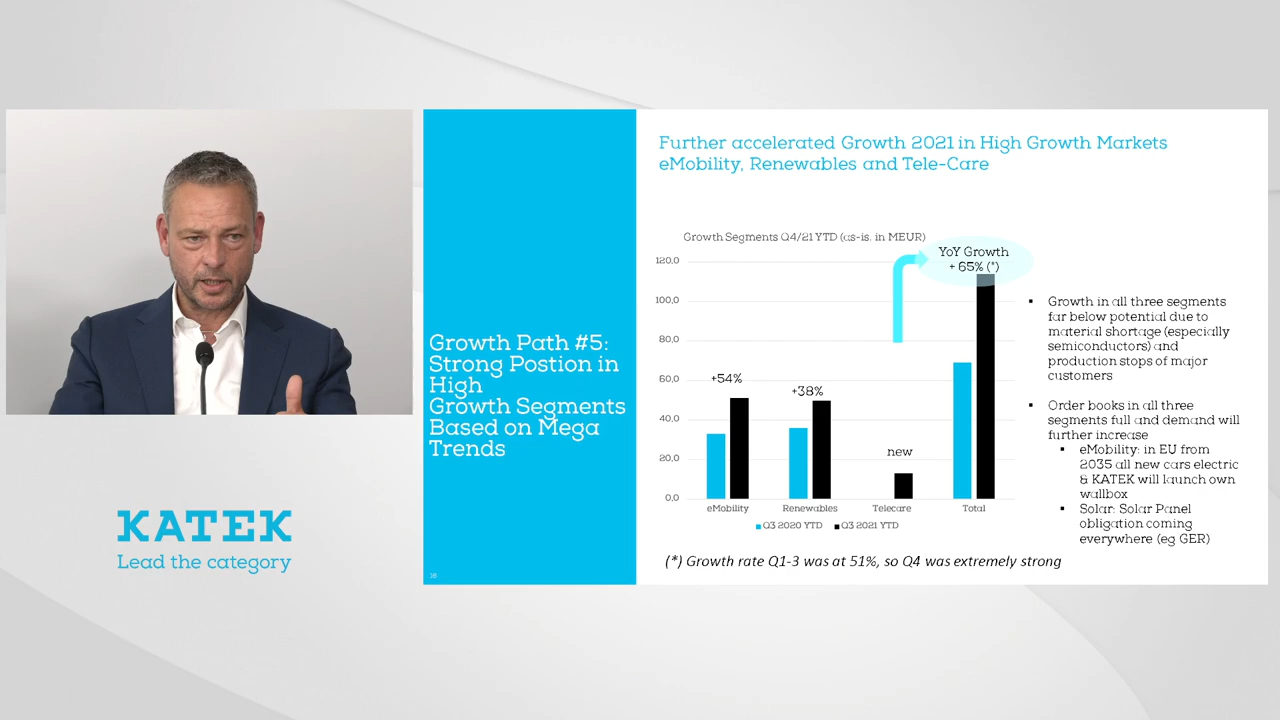 KATEK
Lead the category
Growth Path #5:
Strong Postion in
High
Growth Segments
Based on Mega
Trends
16
Further accelerated Growth 2021 in High Growth Markets
eMobility, Renewables and Tele-Care
Growth Segments Q4/21 YTD (as-is. in MEUR)
YoY Growth
+ 65% (*)
120,0
100,0
80,0
60,0
40,0
20,0
0,0
+54%
+38%
new
eMobility Renewables Telecare Total
Q3 2020 YTD Q3 2021 YTD
▪ Growth in all three segments
far below potential due to
material shortage (especially
semiconductors) and
production stops of major
customers
▪ Order books in all three
segments full and demand will
further increase
▪ eMobility: in EU from
2035 all new cars electric
& KATEK will launch own
wallbox
▪ Solar: Solar Panel
obligation coming
everywhere (eg GER)
(*) Growth rate Q1-3 was at 51%, so Q4 was extremely strong